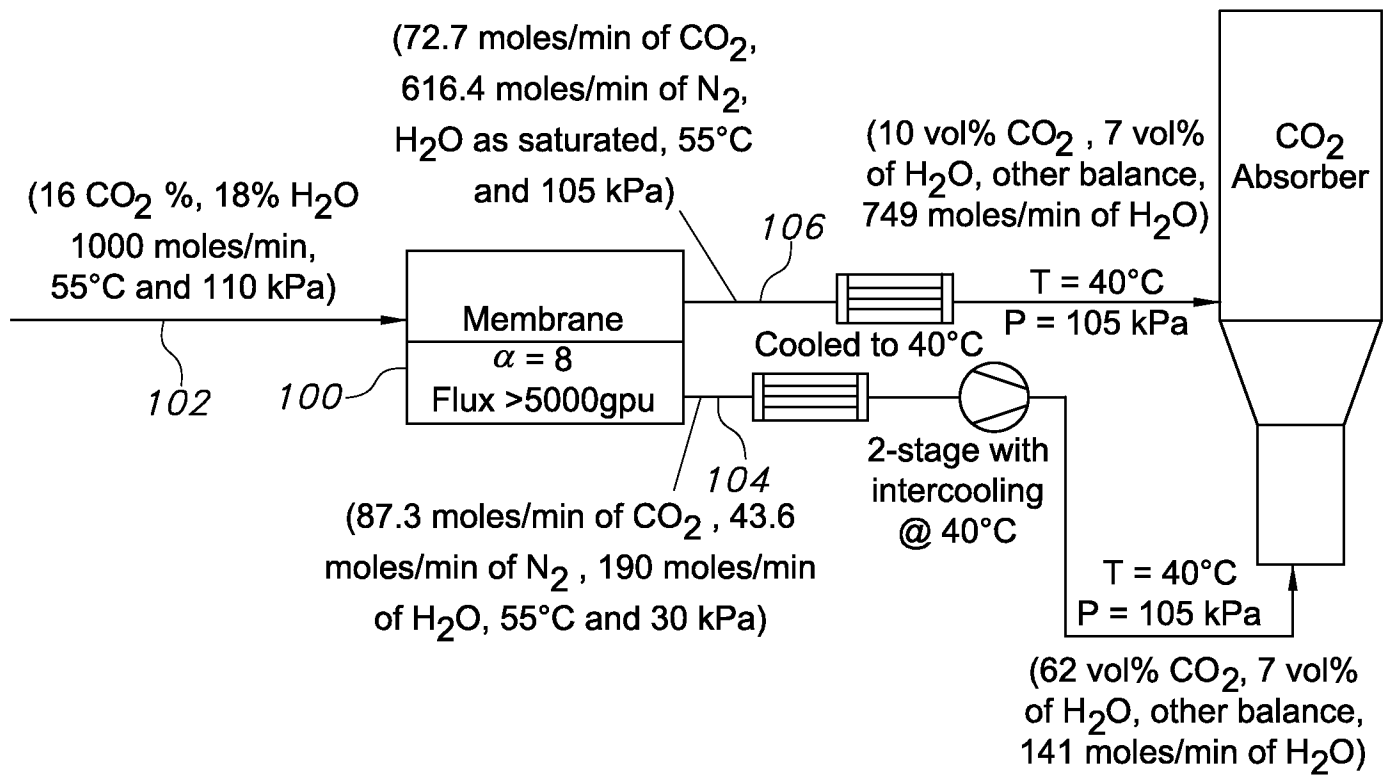 (72.7 moles/min of CO2,
616.4 moles/min of N2,
H2O as saturated, 55°C
and 105 kPa)
(10 vol% CO2 , 7 vol%
of H2O, other balance,
749 moles/min of H2O)
CO2
Absorber
(16 CO2 %, 18% H2O
1000 moles/min,
55°C and 110 kPa)
106
T = 40°C
P = 105 kPa
Membrane
α = 8
Flux >5000gpu
Cooled to 40°C
102
100
104
2-stage with
intercooling
@ 40°C
(87.3 moles/min of CO2 , 43.6
moles/min of N2 , 190 moles/min
of H2O, 55°C and 30 kPa)
T = 40°C
P = 105 kPa
(62 vol% CO2, 7 vol%
of H2O, other balance,
141 moles/min of H2O)